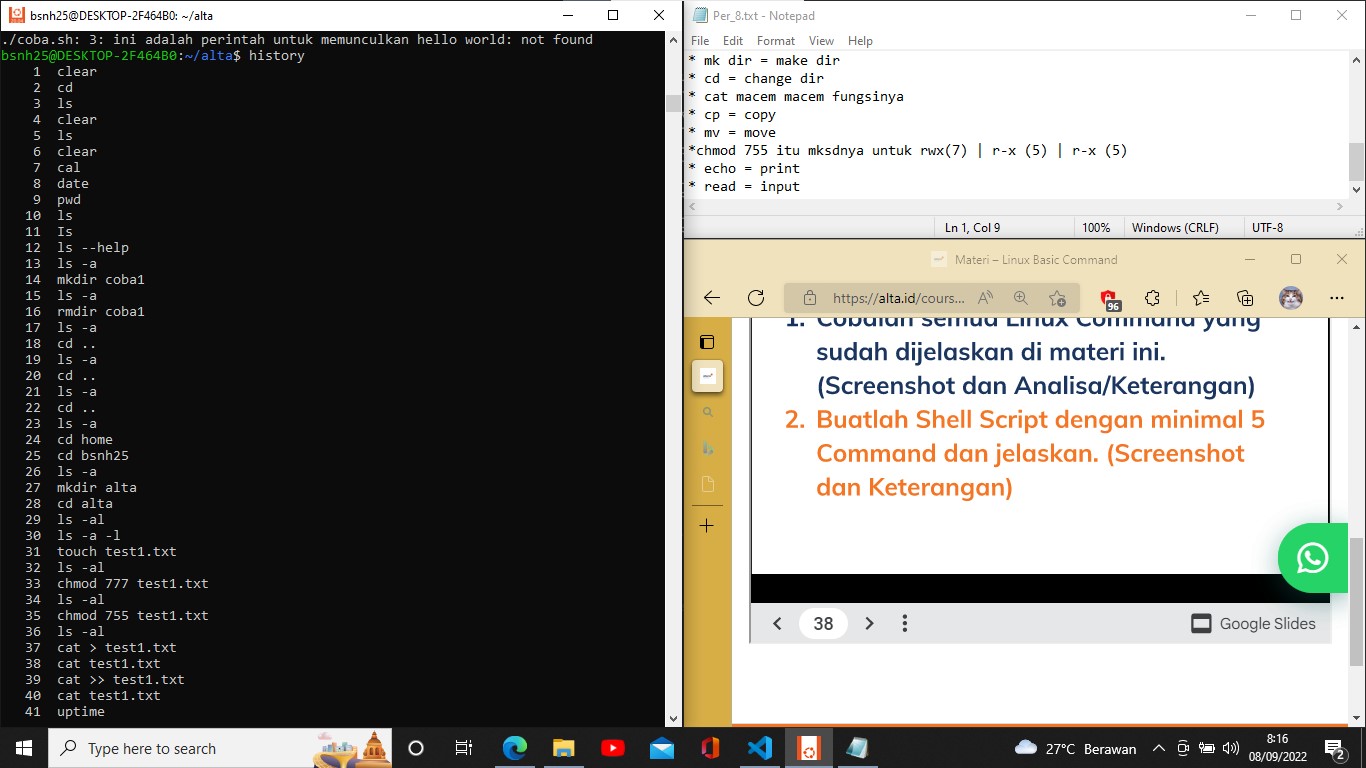 bsnh25@DESKTOP-2F464B0: ~/alta
./coba.sh: 3: ini adalah perintah untuk memunculkan hello world: not found
bsnh25@DESKTOP-2F464B0:~/alta$ history
1 clear
2 cd
3 ls
4 clear
5 ls
6 clear
7 cal
8 date
9 pwd
10 ls
11 Is
12 ls --help
13 ls -a
14 mkdir coba1
15 ls -a
16 rmdir coba1
17 ls -a
18 cd ..
19 ls -a
20 cd ..
21 ls -a
22 cd ..
23 ls -a
24 cd home
25 cd bsnh25
26 ls -a
27 mkdir alta
28 cd alta
29 ls -al
30 ls -a -l
31 touch test1.txt
32 ls -al
33 chmod 777 test1.txt
34 ls -al
35 chmod 755 test1.txt
36 ls -al
37 cat > test1.txt
38 cat test1.txt
39 cat >> test1.txt
40 cat test1.txt
41 uptime
Per_8.txt - Notepad
File Edit Format View Help
* mk dir = make dir
* cd = change dir
* cat macem macem fungsinya
* cp = copy
* mv = move
*chmod 755 itu mksdnya untuk rwx(7) | r-x (5) | r-x (5)
* echo = print
* read = input
Ln 1, Col 9 100% Windows (CRLF) UTF-8
Materi – Linux Basic Command
https://alta.id/cours...
96
1. Cobalah semua Linux Command yang
sudah dijelaskan di materi ini.
(Screenshot dan Analisa/Keterangan)
2. Buatlah Shell Script dengan minimal 5
Command dan jelaskan. (Screenshot
dan Keterangan)
38
Google Slides
Type here to search
27°C Berawan
8:16
08/09/2022
2